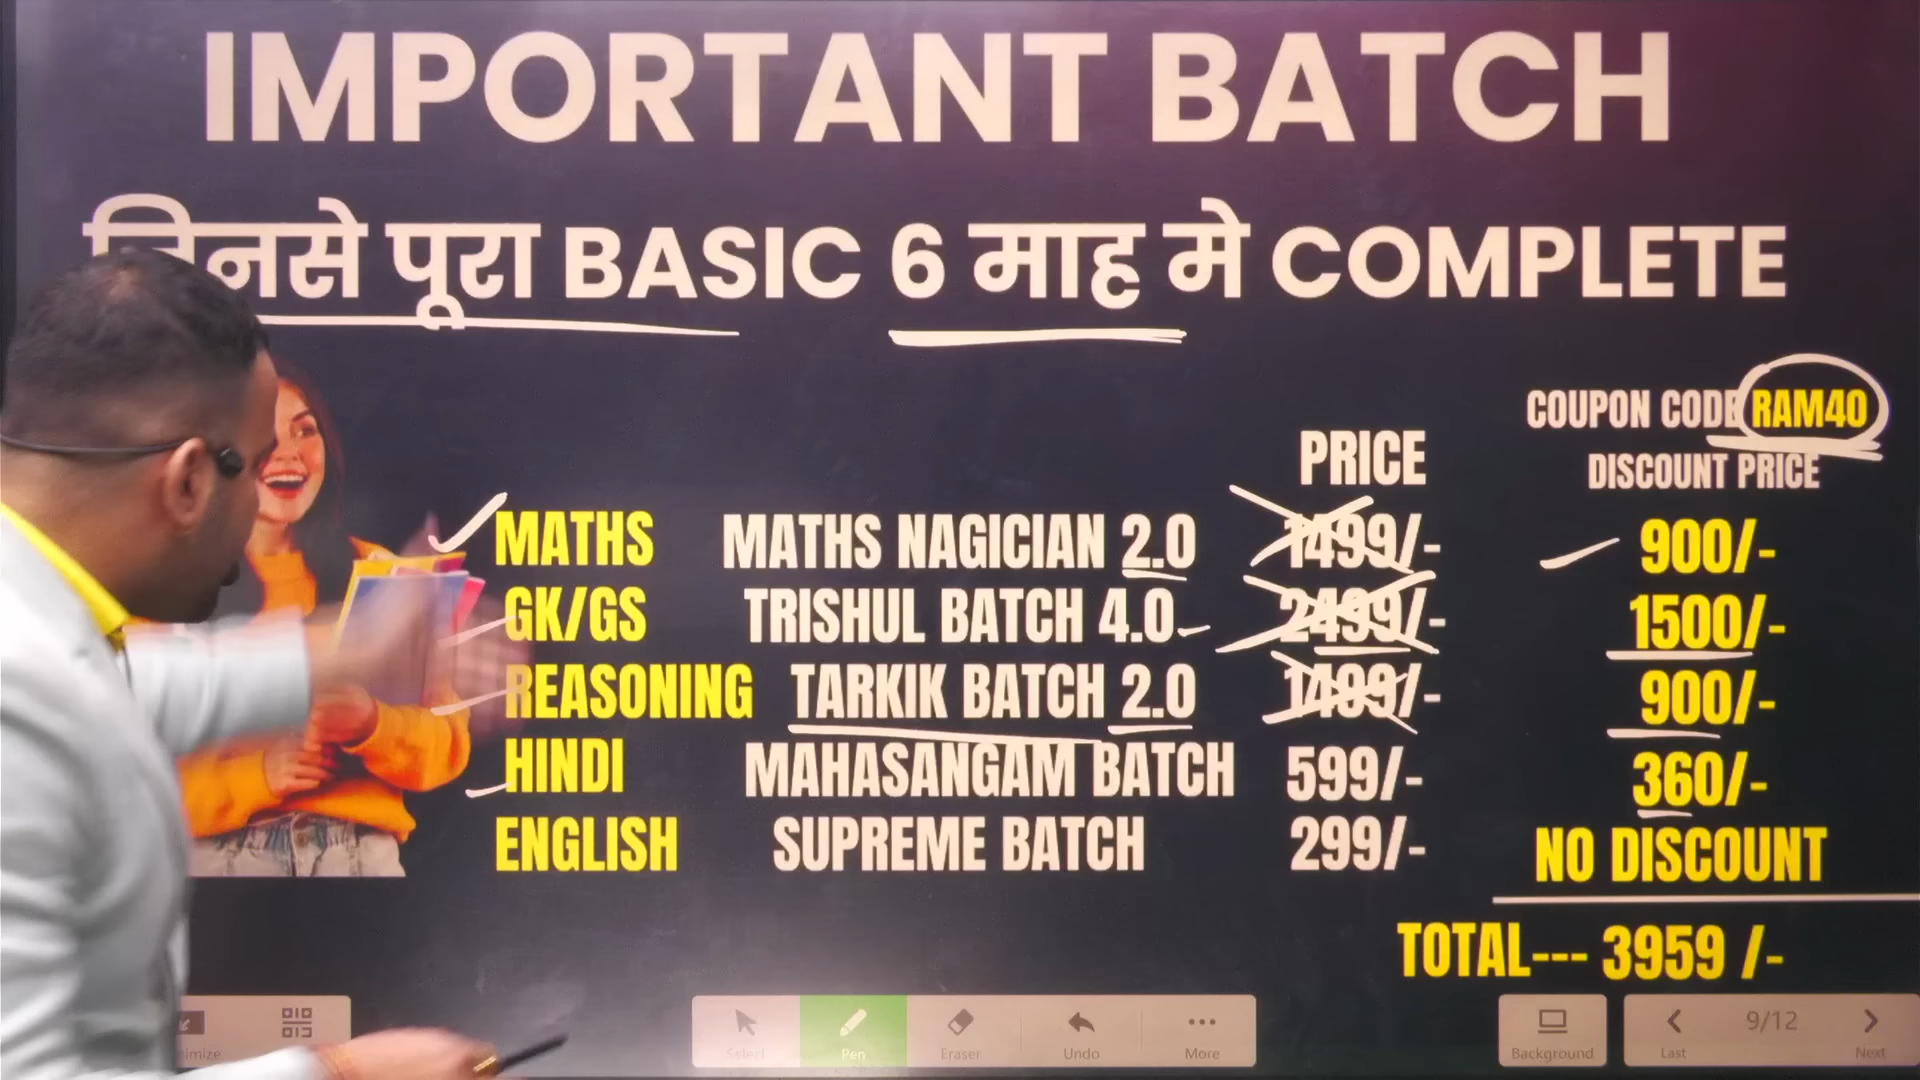 IMPORTANT BATCH
जिनसे पूरा BASIC 6 माह मे COMPLETE
COUPON CODE RAM40
PRICE
DISCOUNT PRICE
MATHS MATHS NAGICIAN 2.0 1499/- 900/-
GK/GS TRISHUL BATCH 4.0 2499/- 1500/-
REASONING TARKIK BATCH 2.0 1499/- 900/-
HINDI MAHASANGAM BATCH 599/- 360/-
ENGLISH SUPREME BATCH 299/- NO DISCOUNT
TOTAL--- 3959 /-
9/12
Select Pen Eraser Undo More Background Last Next